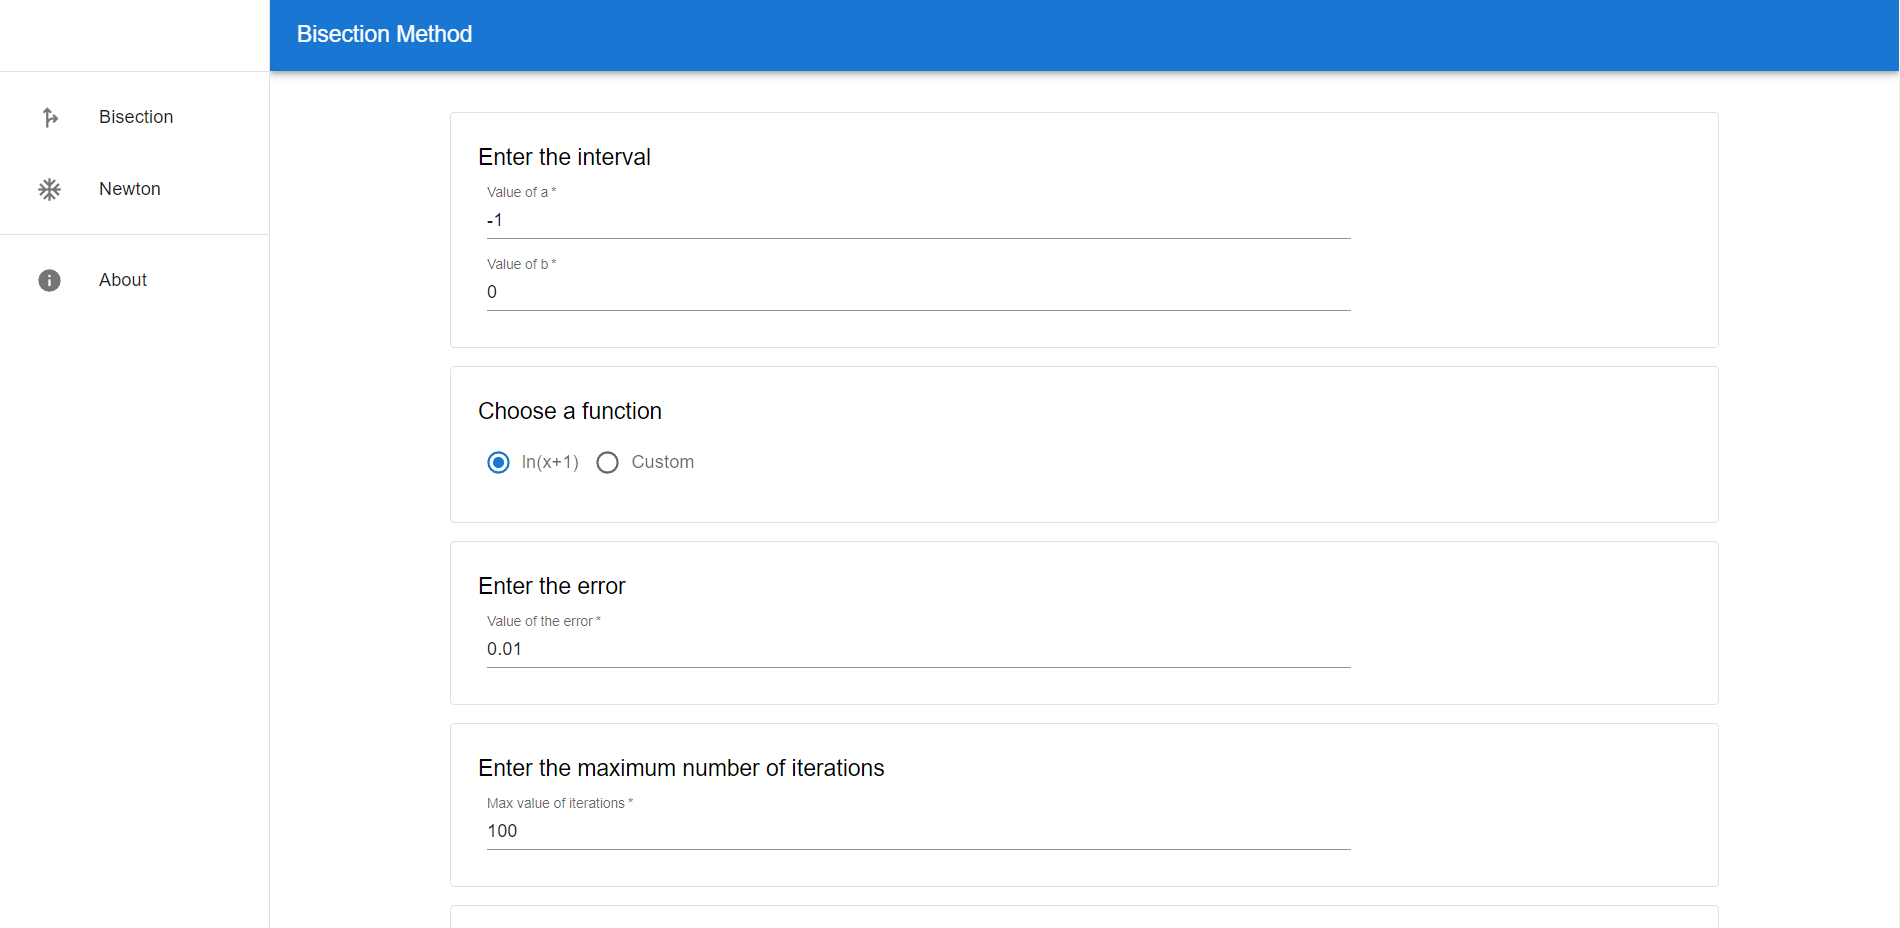 Bisection Method
Bisection
Newton
About
Enter the interval
Value of a *
-1
Value of b *
0
Choose a function
ln(x+1) Custom
Enter the error
Value of the error *
0.01
Enter the maximum number of iterations
Max value of iterations *
100